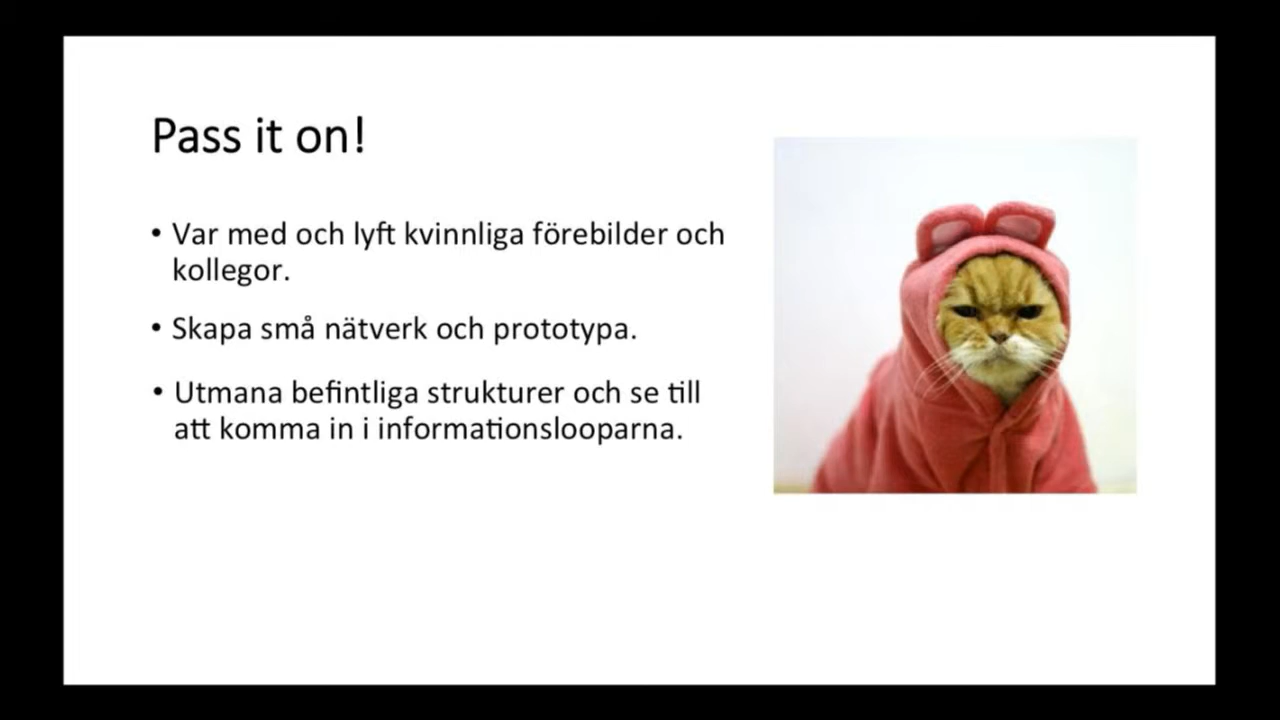 Pass it on!
• Var med och lyft kvinnliga förebilder och
kollegor.
• Skapa små nätverk och prototypa.
• Utmana befintliga strukturer och se till
att komma in i informationslooparna.